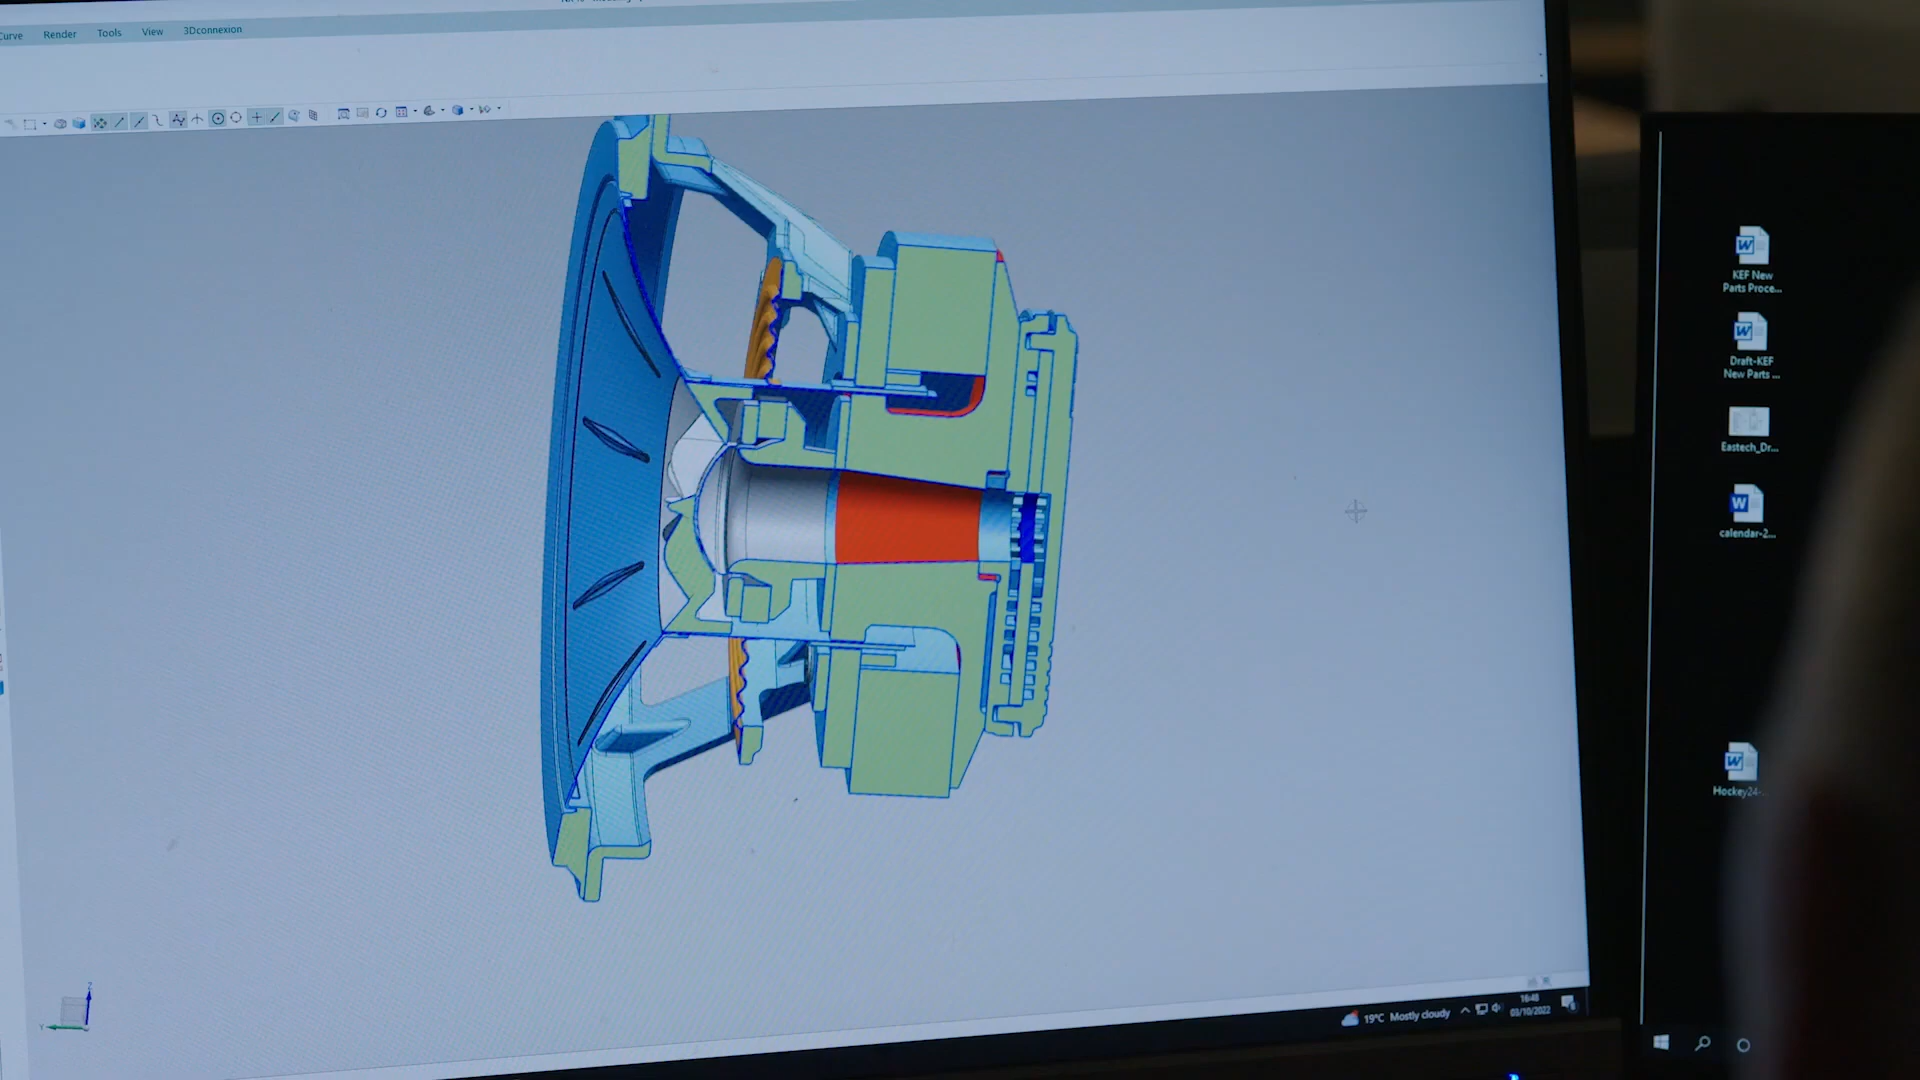 Curve Render Tools View 3Dconnexion
KEF New
Parts Proce...
Draft-KEF
New Parts ...
Eastech_Dr...
calendar-2...
Hockey24-
Z
Y
19°C Mostly cloudy
16:48
03/10/2022